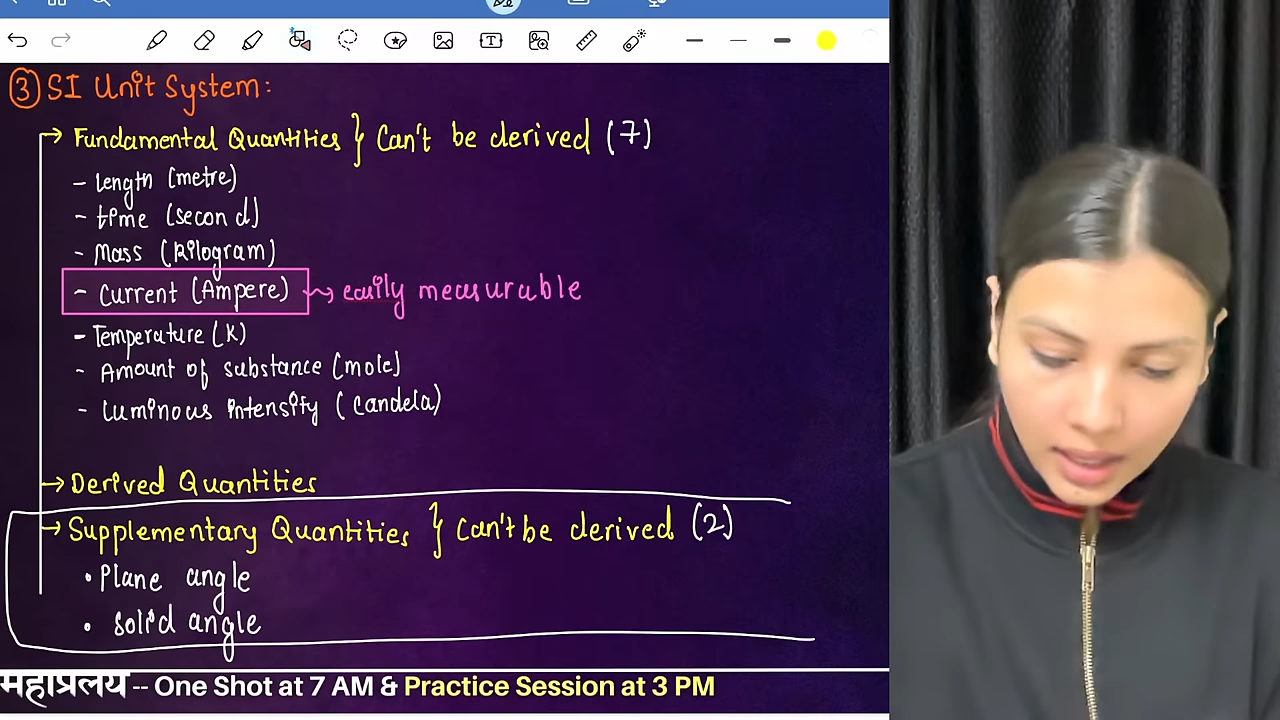 ③ SI Unit System:
→ Fundamental Quantities } Can't be derived (7)
- Length (metre)
- time (second)
- Mass (kilogram)
- Current (Ampere) → easily measurable
- Temperature (K)
- Amount of substance (mole)
- Luminous intensity (Candela)
→ Derived Quantities
→ Supplementary Quantities } Can't be derived (2)
• Plane angle
• Solid angle
महाप्रलय -- One Shot at 7 AM & Practice Session at 3 PM